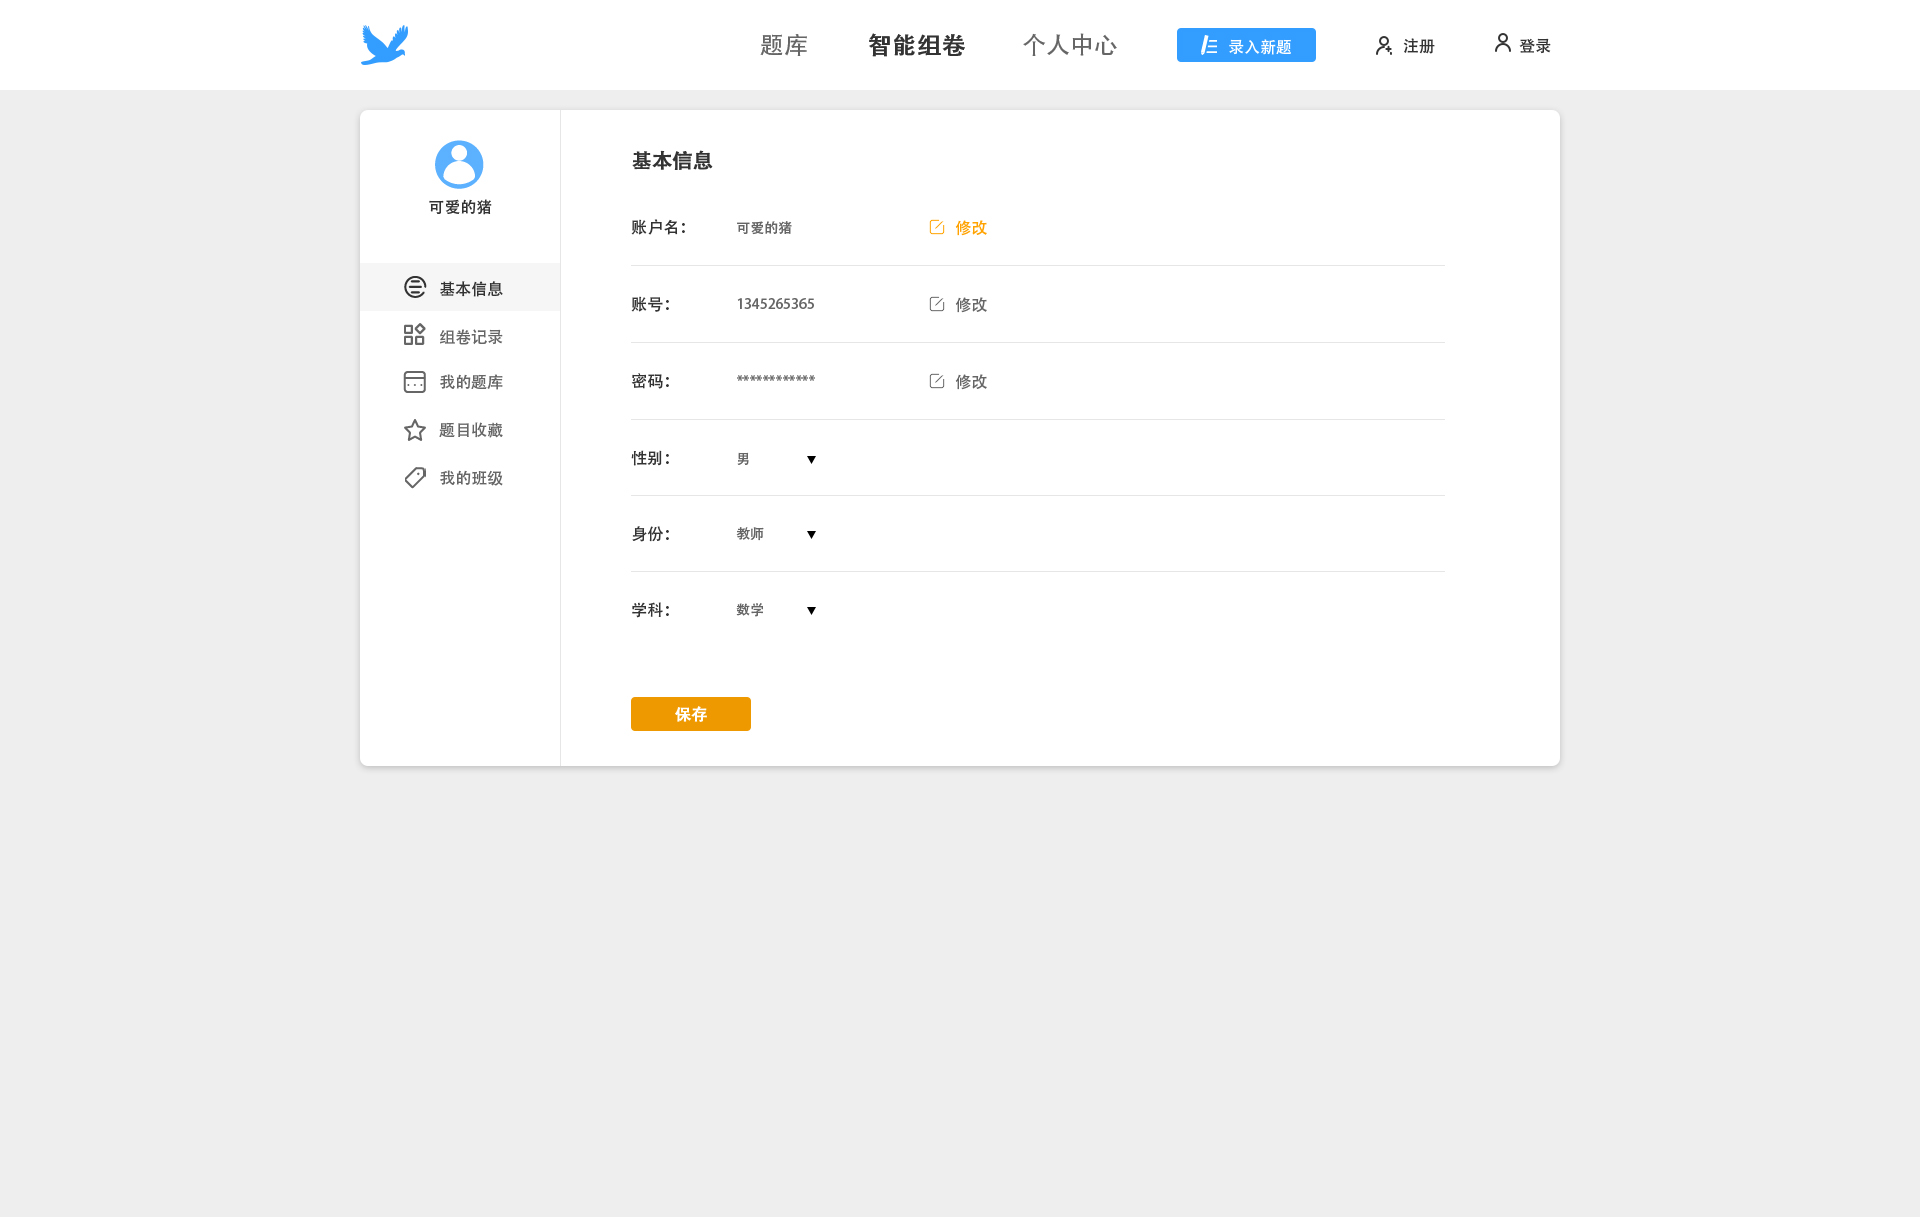 题库 智能组卷 个人中心 录入新题 注册 登录
可爱的猪
基本信息
组卷记录
我的题库
题目收藏
我的班级
基本信息
账户名： 可爱的猪 修改
账号： 1345265365 修改
密码： ************ 修改
性别： 男
身份： 教师
学科： 数学
保存